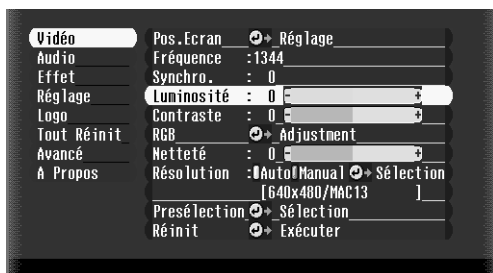 Vidéo
Audio
Effet
Réglage
Logo
Tout Réinit
Avancé
A Propos
Pos.Ecran Réglage
Fréquence :1344
Synchro. : 0
Luminosité : 0 - +
Contraste : 0 - +
RGB Adjustment
Netteté : 0 - +
Résolution : Auto Manual Sélection
[640x480/MAC13 ]
Presélection Sélection
Réinit Exécuter